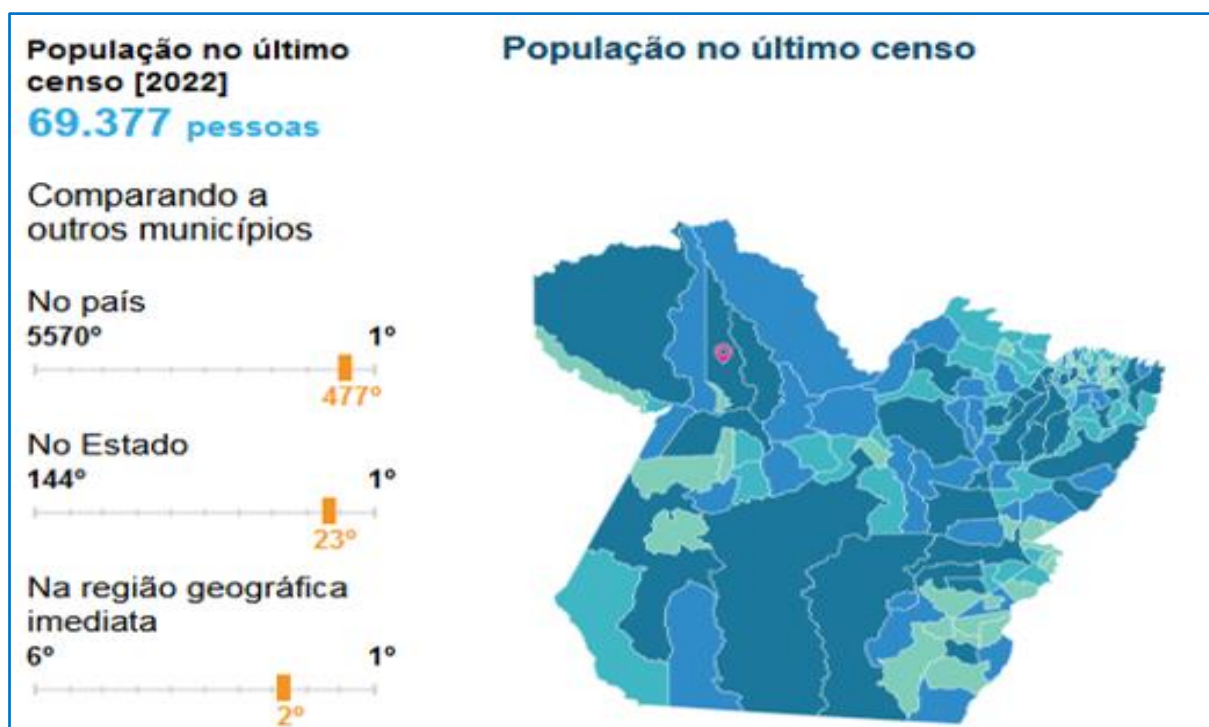 População no último
censo [2022]
69.377 pessoas
Comparando a
outros municípios
No país
5570º 1º
477º
No Estado
144º 1º
23º
Na região geográfica
imediata
6º 1º
2º
População no último censo